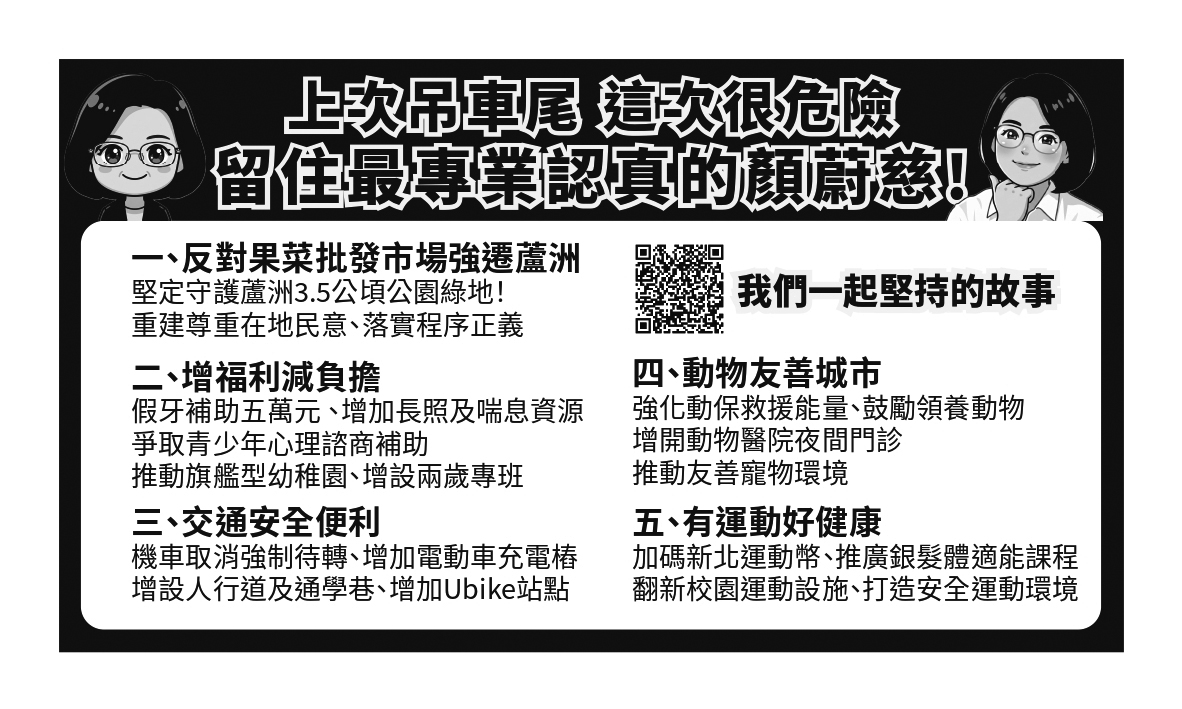 上次吊車尾 這次很危險
留住最專業認真的顏蔚慈!
一、反對果菜批發市場強遷蘆洲
堅定守護蘆洲3.5公頃公園綠地!
重建尊重在地民意、落實程序正義
二、增福利減負擔
假牙補助五萬元、增加長照及喘息資源
爭取青少年心理諮商補助
推動旗艦型幼稚園、增設兩歲專班
三、交通安全便利
機車取消強制待轉、增加電動車充電樁
增設人行道及通學巷、增加Ubike站點
我們一起堅持的故事
四、動物友善城市
強化動保救援能量、鼓勵領養動物
增開動物醫院夜間門診
推動友善寵物環境
五、有運動好健康
加碼新北運動幣、推廣銀髮體適能課程
翻新校園運動設施、打造安全運動環境